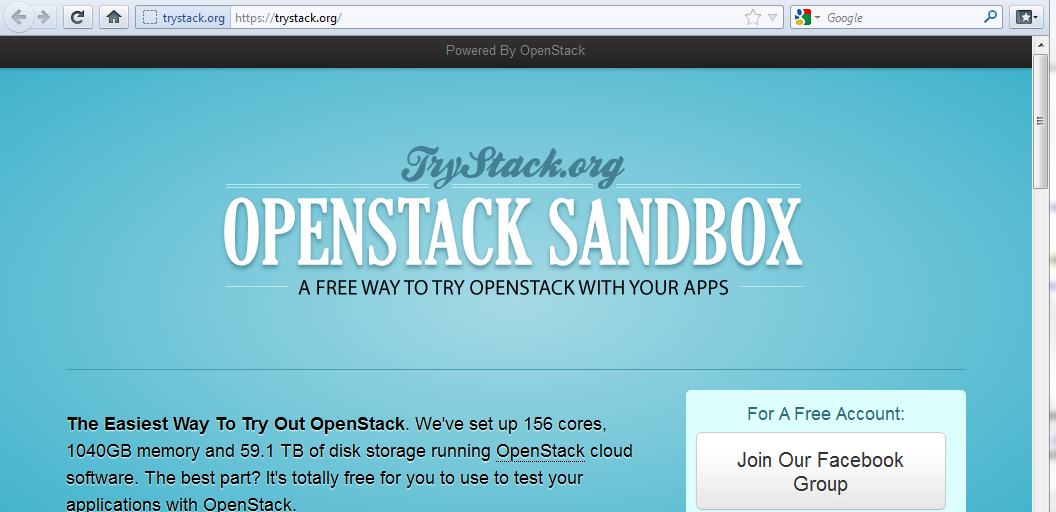 trystack.org
https://trystack.org/
Google
Powered By OpenStack
TryStack.org
OPENSTACK SANDBOX
A FREE WAY TO TRY OPENSTACK WITH YOUR APPS
The Easiest Way To Try Out OpenStack. We've set up 156 cores,
1040GB memory and 59.1 TB of disk storage running OpenStack cloud
software. The best part? It's totally free for you to use to test your
applications with OpenStack.
For A Free Account:
Join Our Facebook
Group